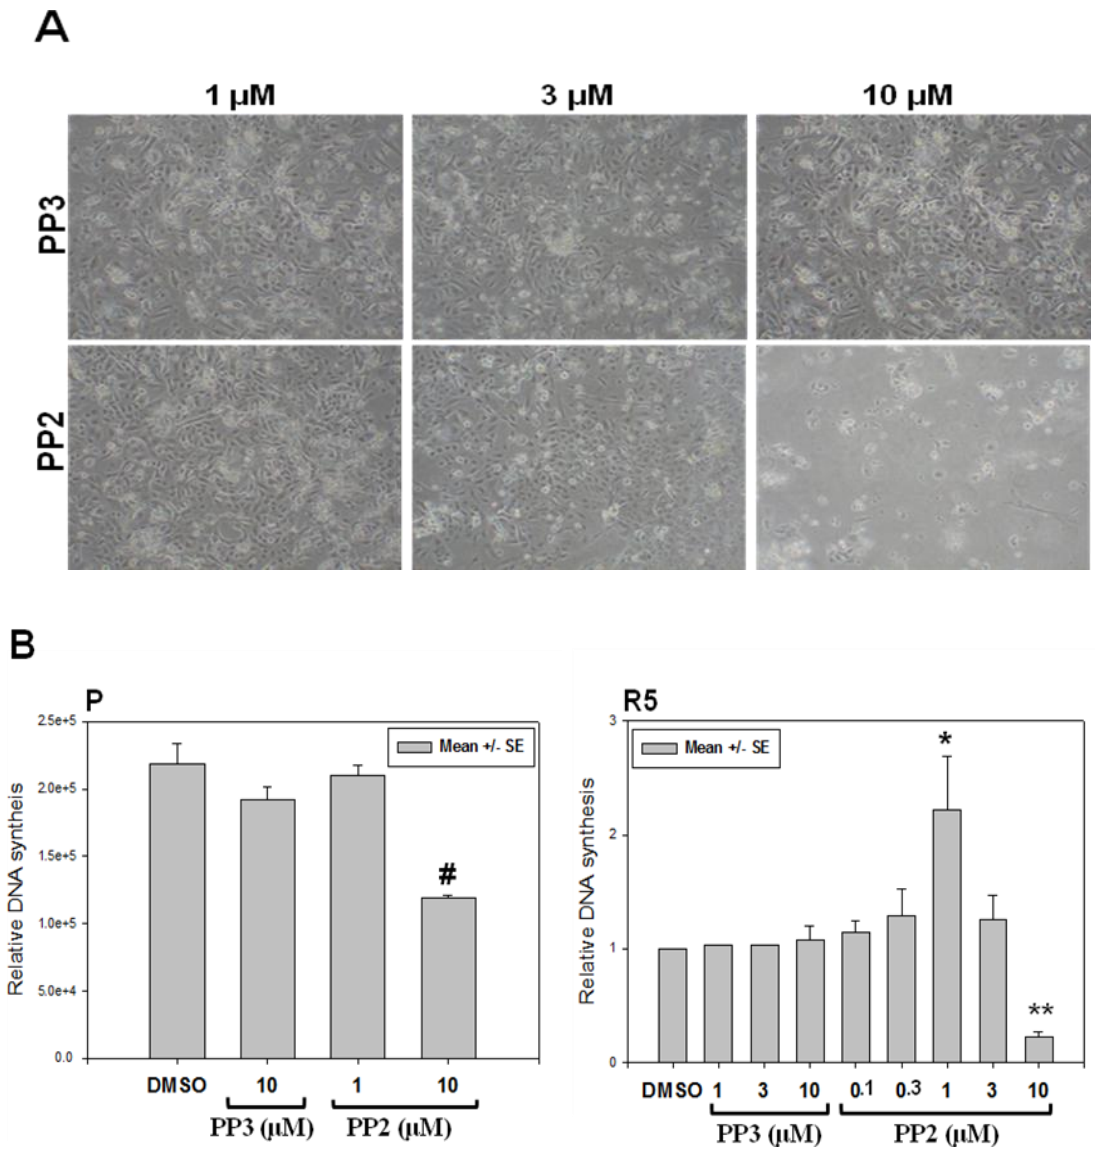 A
1 µM 3 µM 10 µM
PP3
PP2
B
P
2.5e+5
2.0e+5
1.5e+5
1.0e+5
5.0e+4
0.0
Relative DNA syntheis
Mean +/- SE
#
DMSO 10 1 10
PP3 (µM) PP2 (µM)
R5
3
2
1
0
Relative DNA synthesis
Mean +/- SE
*
**
DMSO 1 3 10 0.1 0.3 1 3 10
PP3 (µM) PP2 (µM)